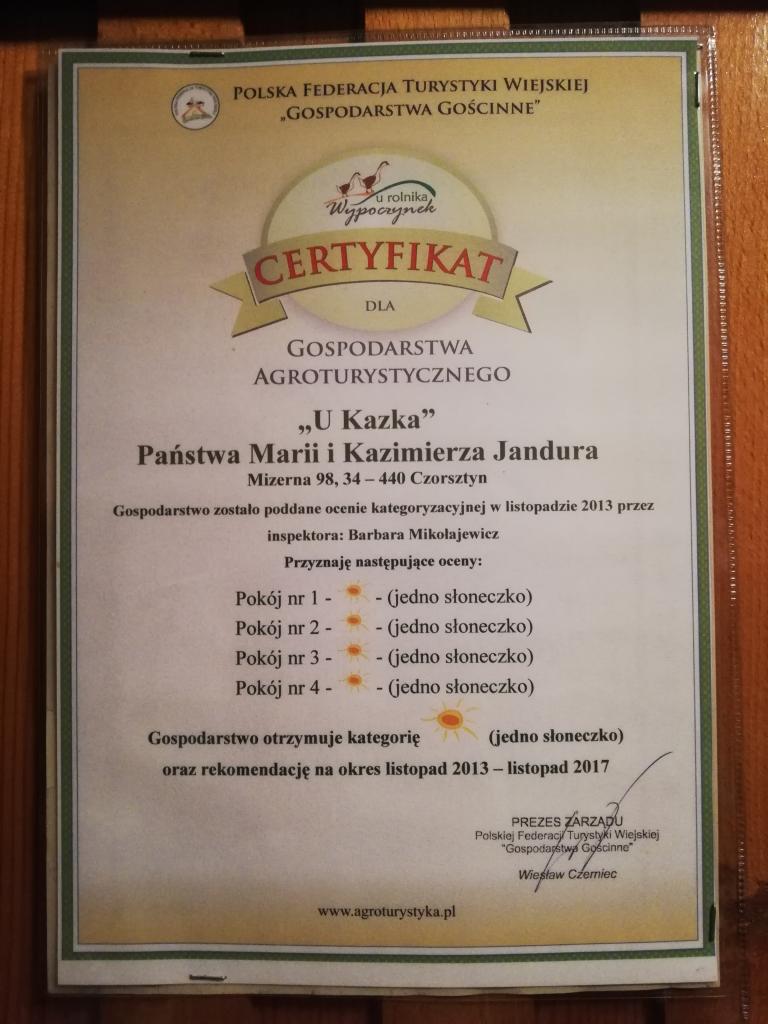 Polska Federacja Turystyki Wiejskiej
„Gospodarstwa Gościnne”
u rolnika
Wypoczynek
CERTYFIKAT
DLA
Gospodarstwa
Agroturystycznego
„U Kazka”
Państwa Marii i Kazimierza Jandura
Mizerna 98, 34 – 440 Czorsztyn
Gospodarstwo zostało poddane ocenie kategoryzacyjnej w listopadzie 2013 przez
inspektora: Barbara Mikołajewicz
Przyznaję następujące oceny:
Pokój nr 1 - - (jedno słoneczko)
Pokój nr 2 - - (jedno słoneczko)
Pokój nr 3 - - (jedno słoneczko)
Pokój nr 4 - - (jedno słoneczko)
Gospodarstwo otrzymuje kategorię (jedno słoneczko)
oraz rekomendację na okres listopad 2013 – listopad 2017
PREZES ZARZĄDU
Polskiej Federacji Turystyki Wiejskiej
"Gospodarstwa Gościnne"
Wiesław Czerniec
www.agroturystyka.pl